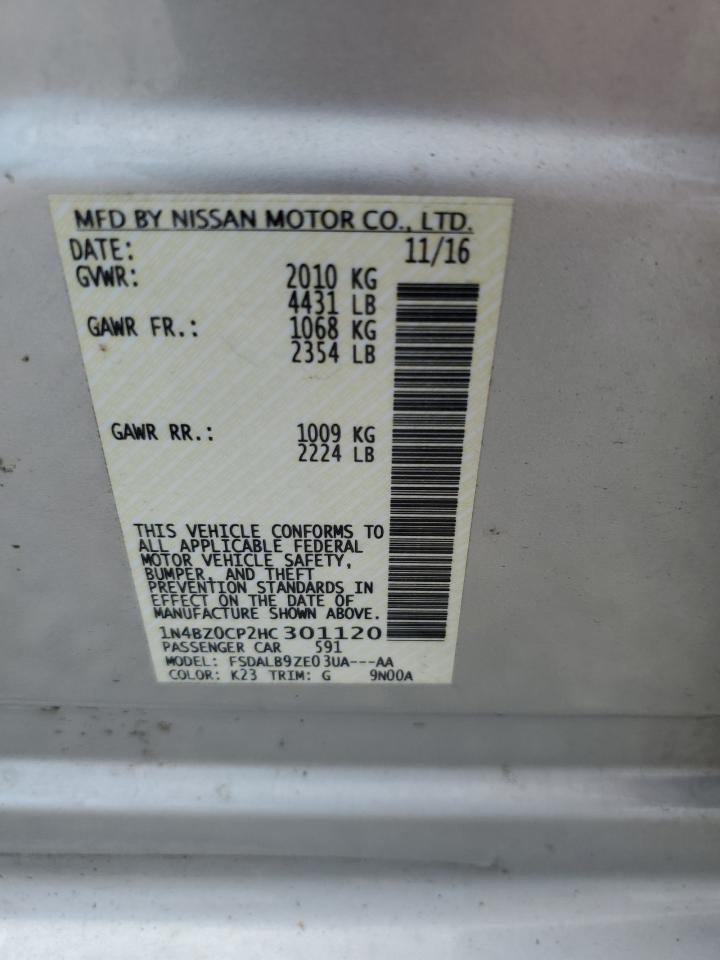 MFD BY NISSAN MOTOR CO., LTD.
DATE: 11/16
GVWR: 2010 KG
4431 LB
GAWR FR.: 1068 KG
2354 LB
GAWR RR.: 1009 KG
2224 LB
THIS VEHICLE CONFORMS TO
ALL APPLICABLE FEDERAL
MOTOR VEHICLE SAFETY,
BUMPER, AND THEFT
PREVENTION STANDARDS IN
EFFECT ON THE DATE OF
MANUFACTURE SHOWN ABOVE.
1N4BZ0CP2HC301120
PASSENGER CAR 591
MODEL: FSDALB9ZE03UA---AA
COLOR: K23 TRIM: G 9N00A